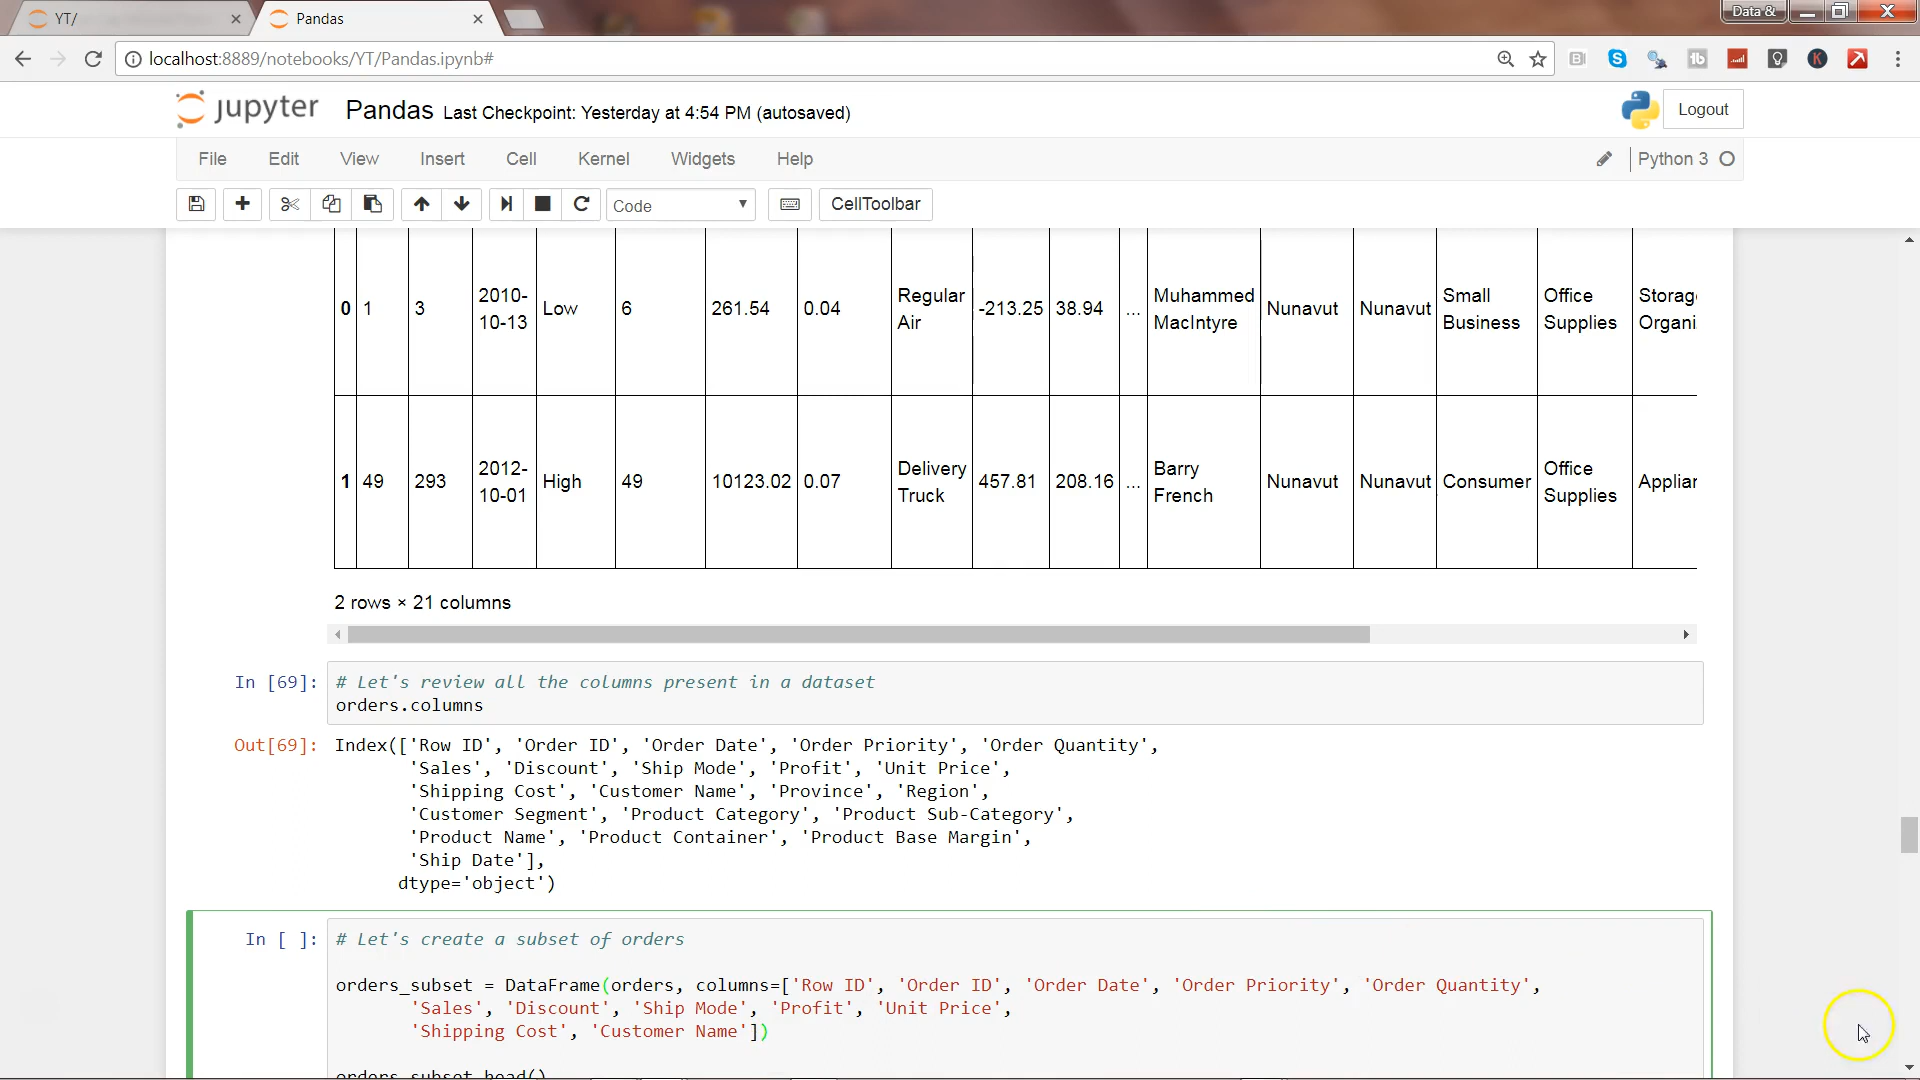 YT/
Pandas
Data &
localhost:8889/notebooks/YT/Pandas.ipynb#
jupyter Pandas Last Checkpoint: Yesterday at 4:54 PM (autosaved)
Logout
File Edit View Insert Cell Kernel Widgets Help
Python 3
Code
CellToolbar
0 1 3 2010-10-13 Low 6 261.54 0.04 Regular Air -213.25 38.94 ... Muhammed MacIntyre Nunavut Nunavut Small Business Office Supplies Storag Organi
1 49 293 2012-10-01 High 49 10123.02 0.07 Delivery Truck 457.81 208.16 ... Barry French Nunavut Nunavut Consumer Office Supplies Applia
2 rows × 21 columns
In [69]: # Let's review all the columns present in a dataset
orders.columns
Out[69]: Index(['Row ID', 'Order ID', 'Order Date', 'Order Priority', 'Order Quantity',
'Sales', 'Discount', 'Ship Mode', 'Profit', 'Unit Price',
'Shipping Cost', 'Customer Name', 'Province', 'Region',
'Customer Segment', 'Product Category', 'Product Sub-Category',
'Product Name', 'Product Container', 'Product Base Margin',
'Ship Date'],
dtype='object')
In [ ]: # Let's create a subset of orders
orders_subset = DataFrame(orders, columns=['Row ID', 'Order ID', 'Order Date', 'Order Priority', 'Order Quantity',
'Sales', 'Discount', 'Ship Mode', 'Profit', 'Unit Price',
'Shipping Cost', 'Customer Name'])
orders_subset.head()